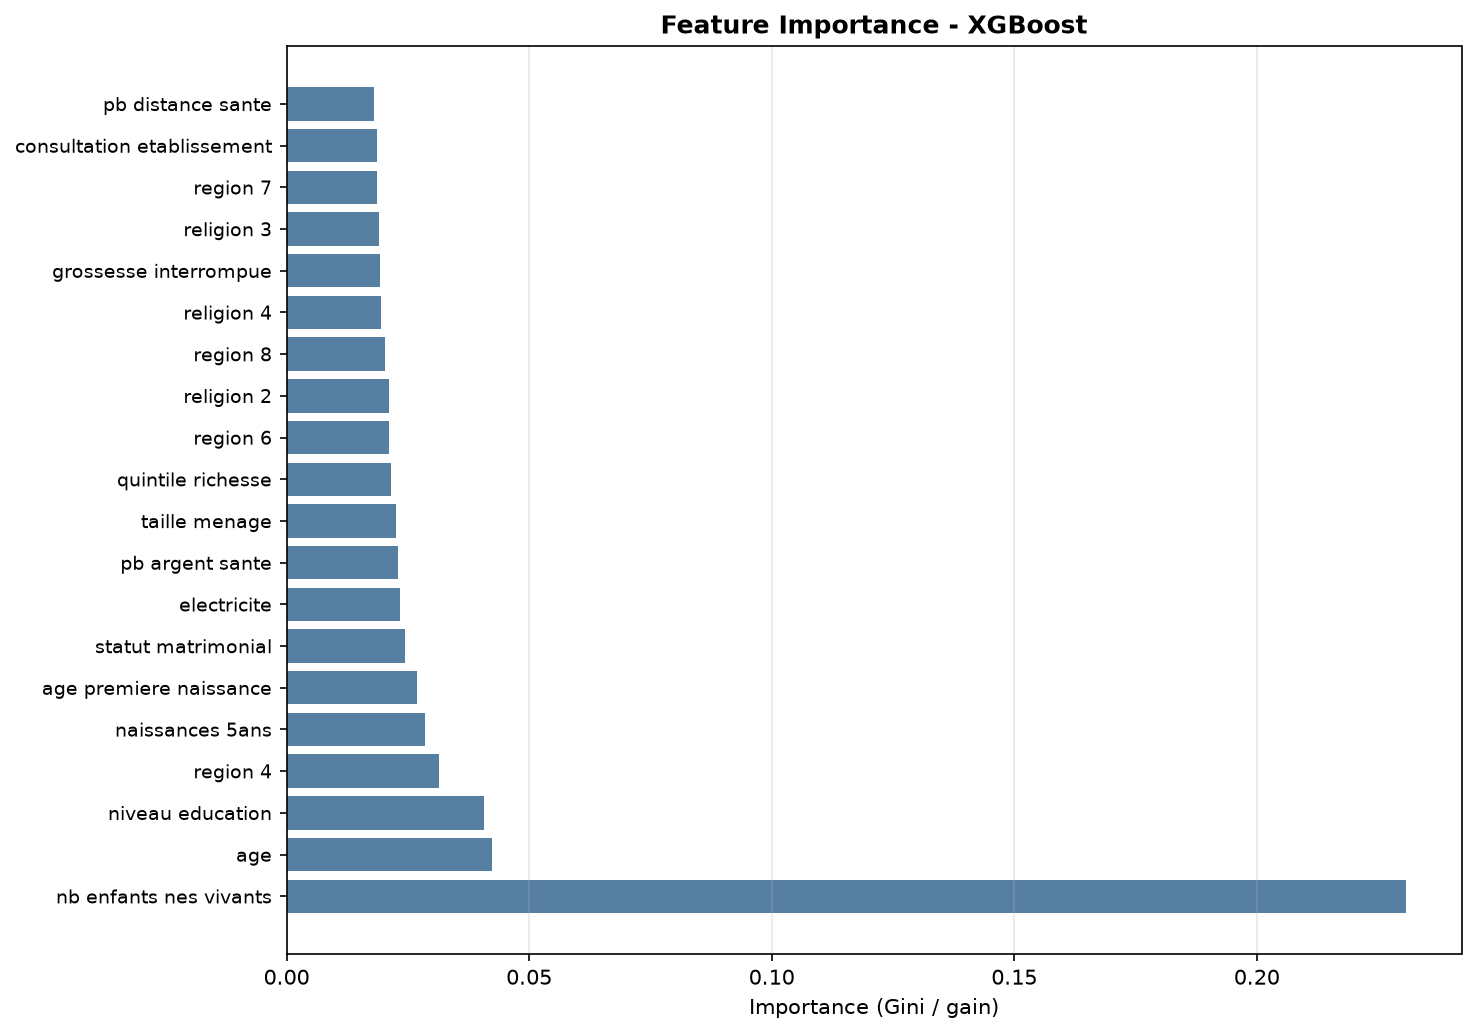 Feature Importance - XGBoost
pb distance sante
consultation etablissement
region 7
religion 3
grossesse interrompue
religion 4
region 8
religion 2
region 6
quintile richesse
taille menage
pb argent sante
electricite
statut matrimonial
age premiere naissance
naissances 5ans
region 4
niveau education
age
nb enfants nes vivants
0.00 0.05 0.10 0.15 0.20
Importance (Gini / gain)